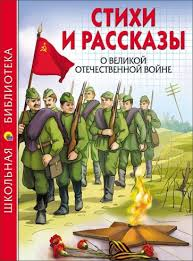 СТИХИ
И РАССКАЗЫ
О ВЕЛИКОЙ
ОТЕЧЕСТВЕННОЙ ВОЙНЕ
ШКОЛЬНАЯ БИБЛИОТЕКА